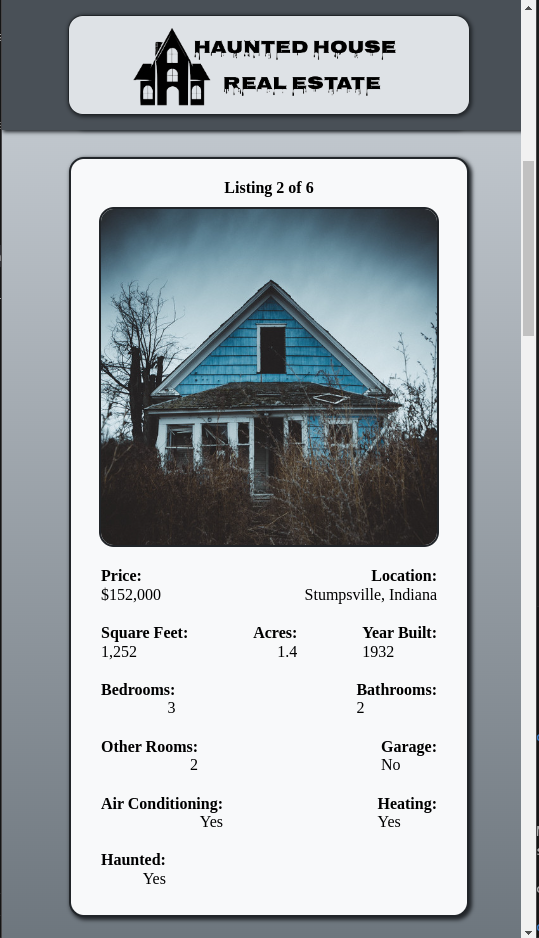 HAUNTED HOUSE
REAL ESTATE
Listing 2 of 6
Price: Location:
$152,000 Stumpsville, Indiana
Square Feet: Acres: Year Built:
1,252 1.4 1932
Bedrooms: Bathrooms:
3 2
Other Rooms: Garage:
2 No
Air Conditioning: Heating:
Yes Yes
Haunted:
Yes